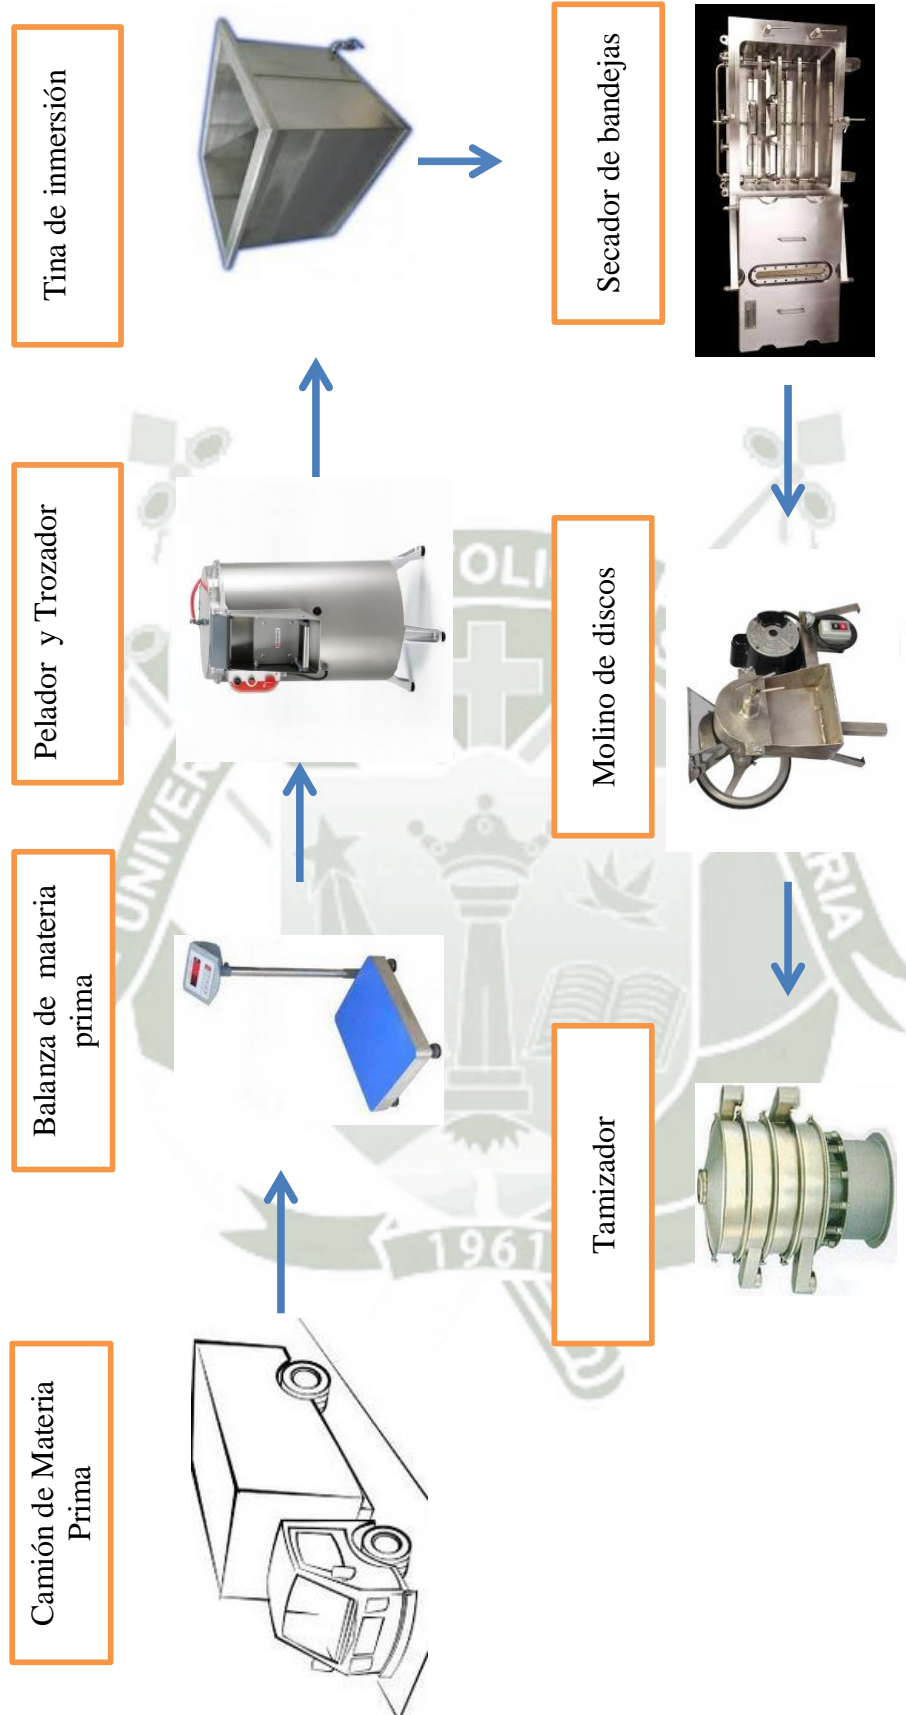 Camión de Materia
Prima
Balanza de materia
prima
Pelador y Trozador
Tina de inmersión
Secador de bandejas
Molino de discos
Tamizador
1961